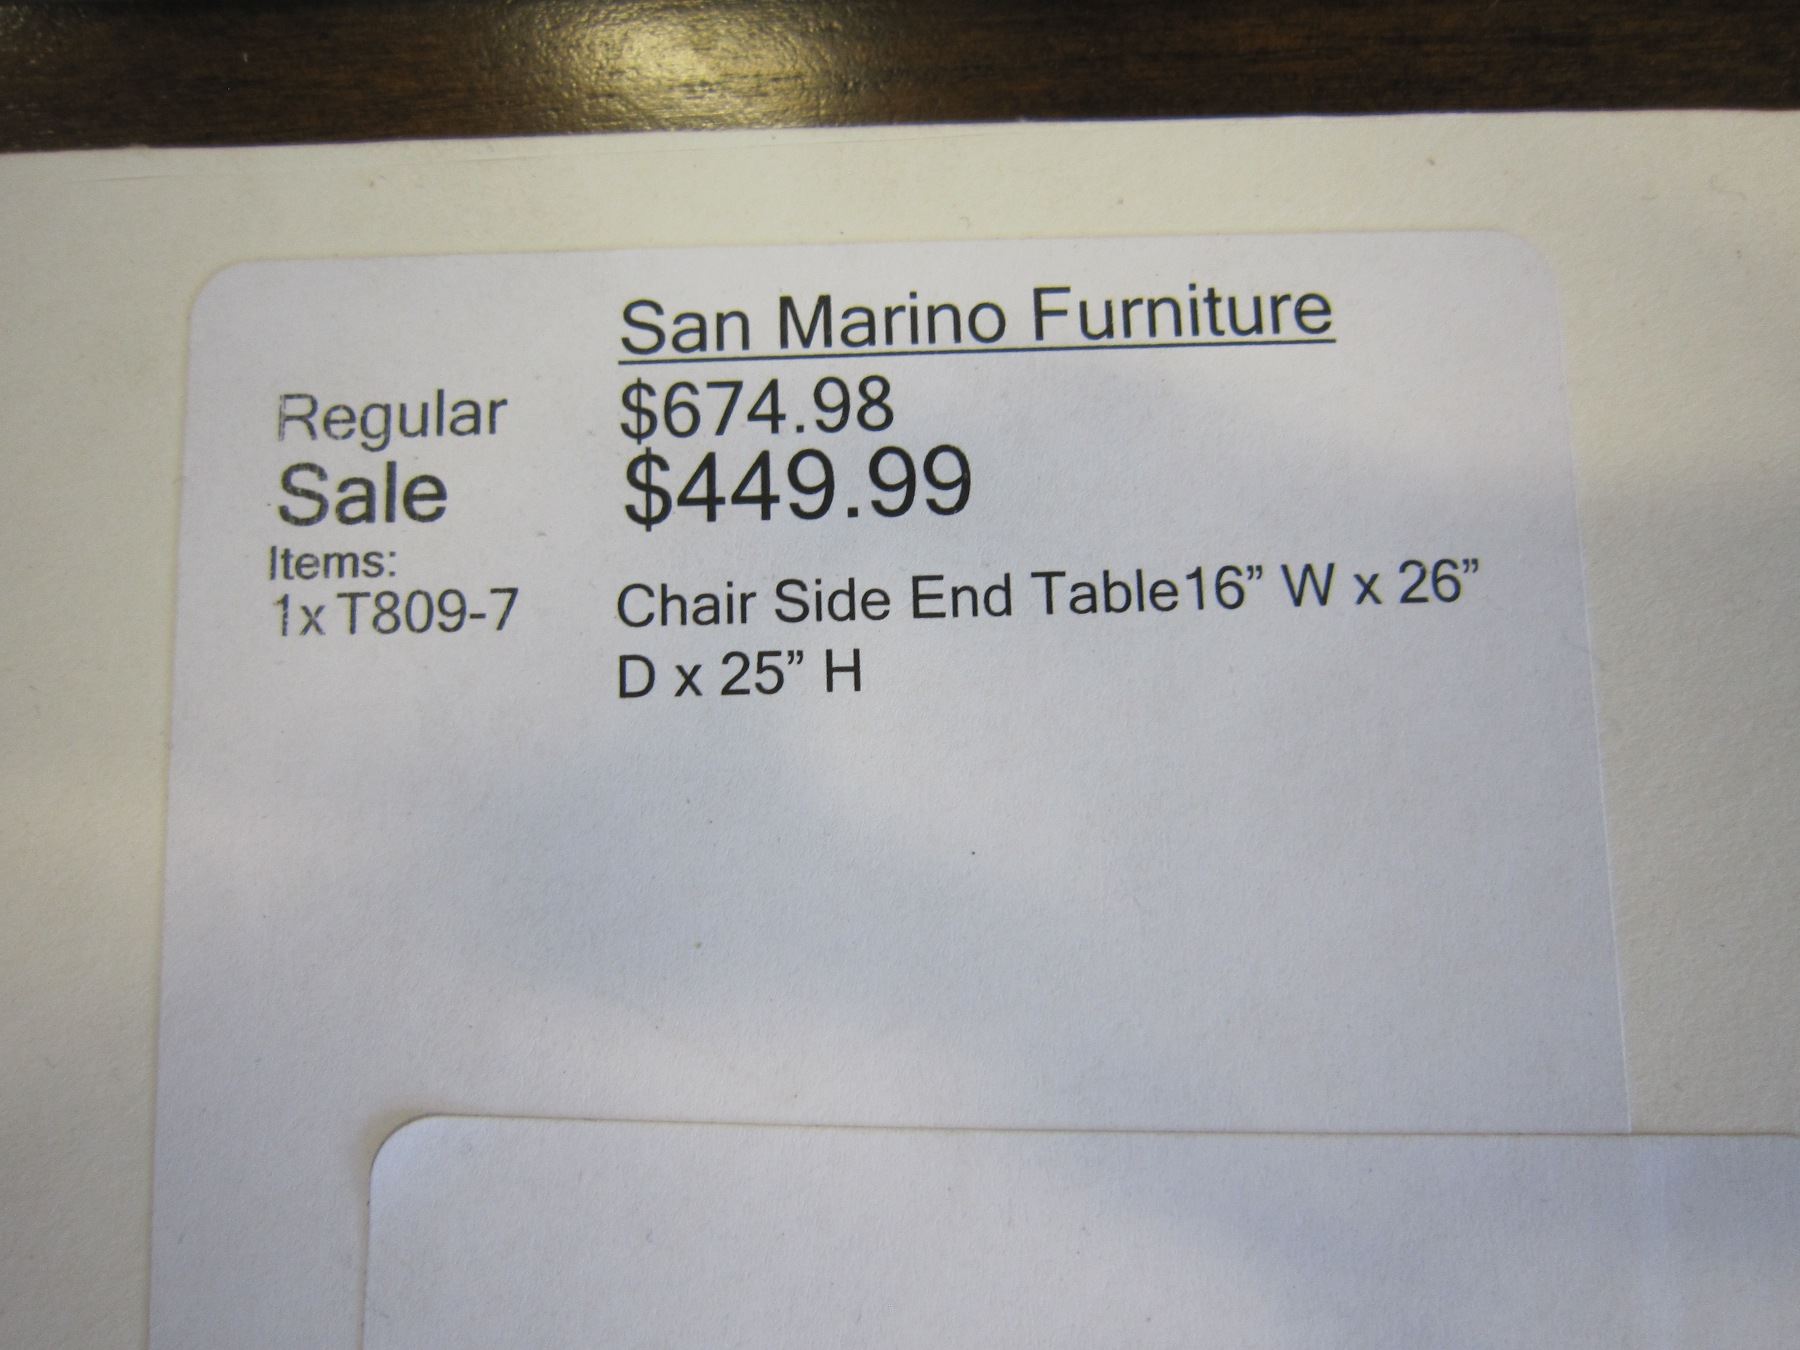 San Marino Furniture
Regular $674.98
Sale $449.99
Items:
1x T809-7 Chair Side End Table16” W x 26”
D x 25” H